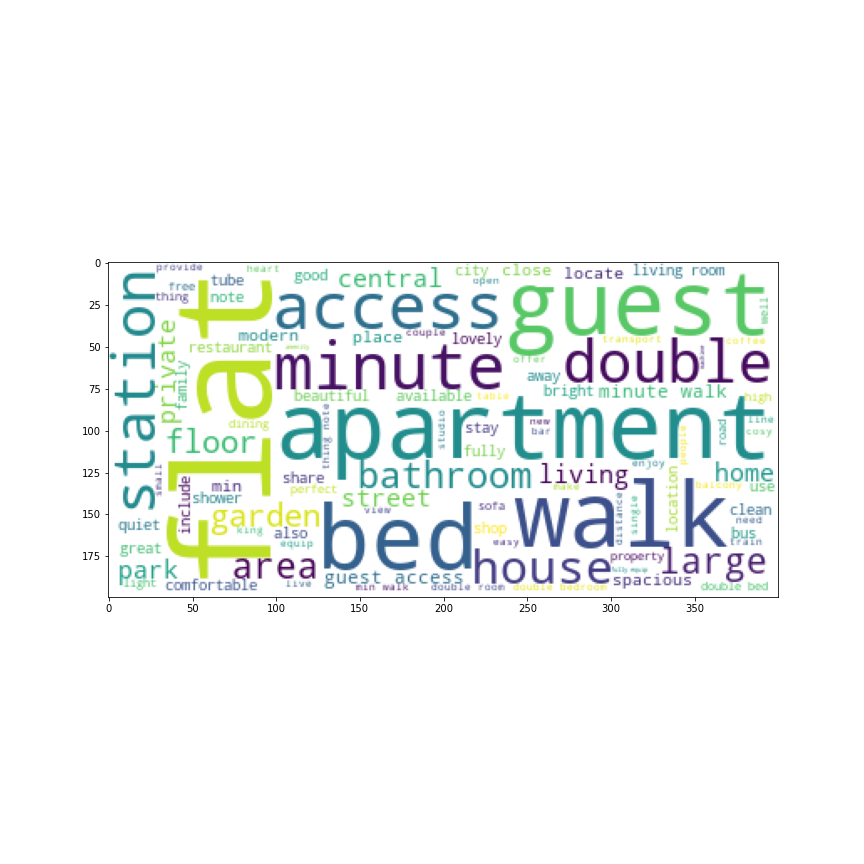 0
25
50
75
100
125
150
175
0
50
100
150
200
250
300
350
provide
heart
good
central
city
close
locate
living room
free
tube
open
thing
note
station
flat
access
guest
well
modern
place
couple
lovely
transport
coffee
private
restaurant
minute
double
offer
family
away
bright
minute walk
high
beautiful
available
table
dining
apartment
new
bar
line
cosy
road
people
studio
stay
thing note
floor
fully
enjoy
small
min
share
bathroom
living
home
include
shower
perfect
street
make
balcony
use
location
single
distance
garden
view
sofa
bed
walk
clean
quiet
king
also
shop
need
bus
great
equip
easy
train
park
area
house
property
large
fully equip
light
comfortable
live
guest access
min walk
double room
double bedroom
spacious
double bed